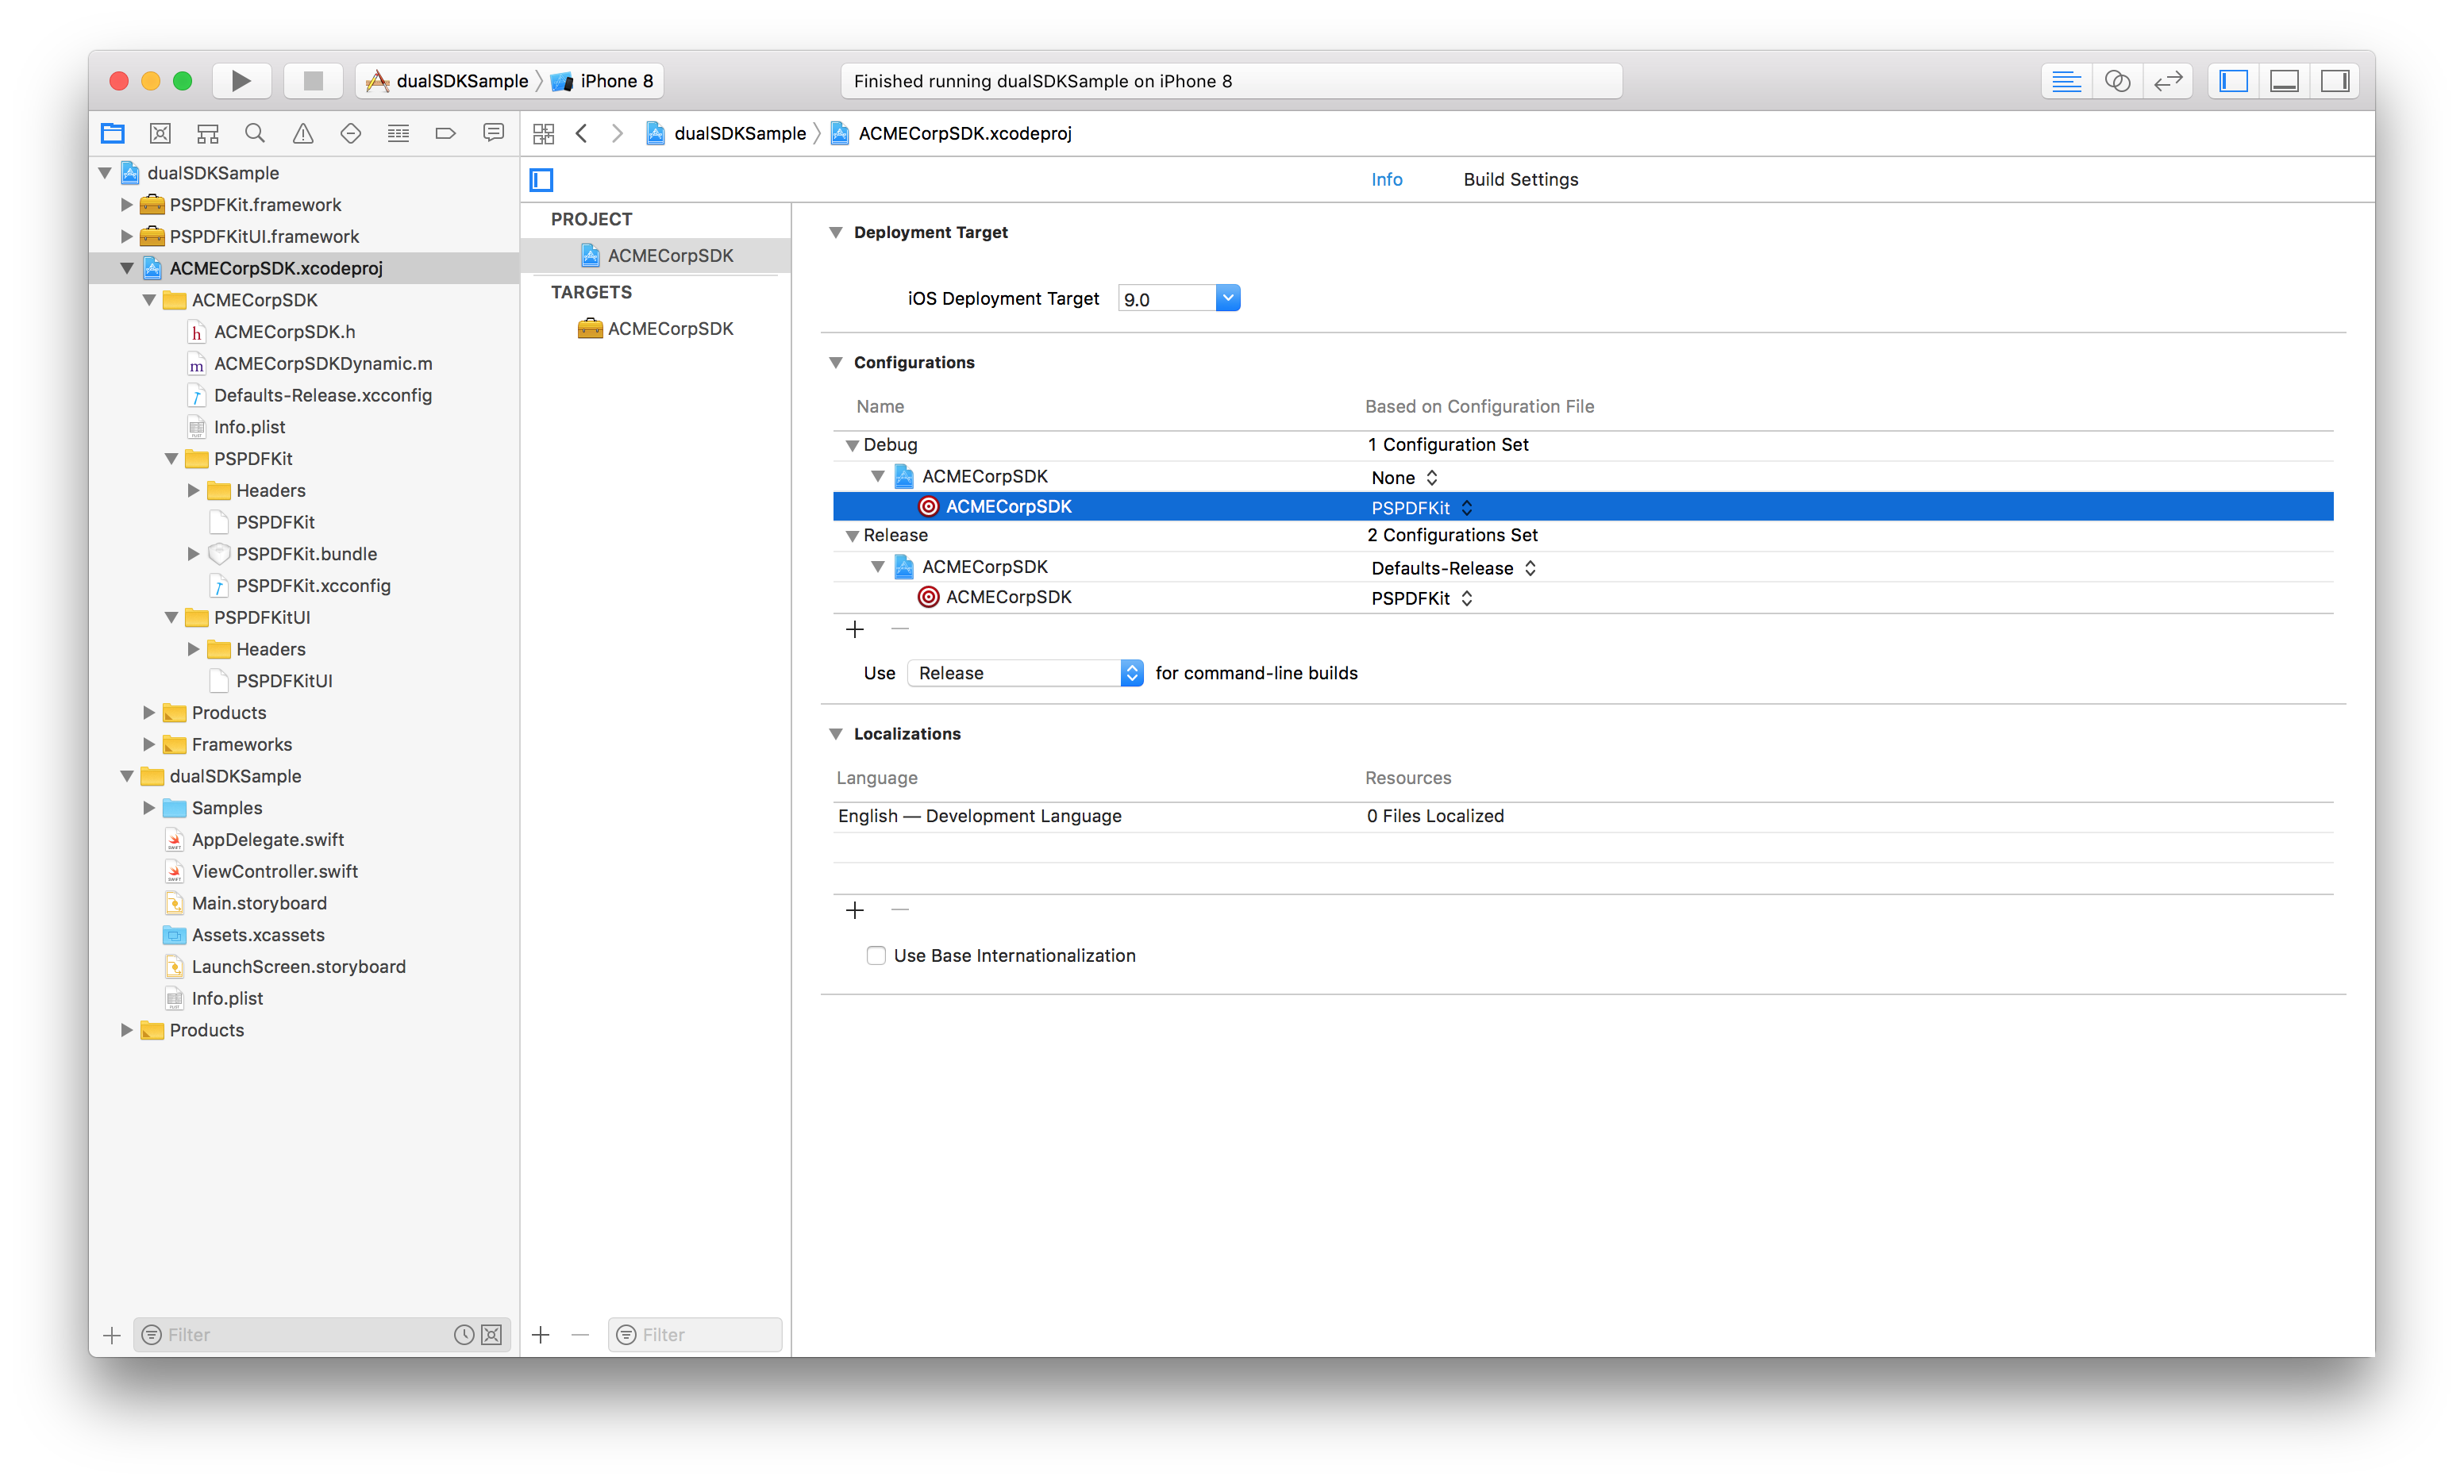 dualSDKSample 〉 iPhone 8
Finished running dualSDKSample on iPhone 8
dualSDKSample 〉 ACMECorpSDK.xcodeproj
dualSDKSample
PSPDFKit.framework
PSPDFKitUI.framework
ACMECorpSDK.xcodeproj
ACMECorpSDK
h ACMECorpSDK.h
m ACMECorpSDKDynamic.m
Defaults-Release.xcconfig
Info.plist
PSPDFKit
Headers
PSPDFKit
PSPDFKit.bundle
PSPDFKit.xcconfig
PSPDFKitUI
Headers
PSPDFKitUI
Products
Frameworks
dualSDKSample
Samples
AppDelegate.swift
ViewController.swift
Main.storyboard
Assets.xcassets
LaunchScreen.storyboard
Info.plist
Products
Filter
PROJECT
ACMECorpSDK
TARGETS
ACMECorpSDK
Filter
Info Build Settings
Deployment Target
iOS Deployment Target 9.0
Configurations
Name Based on Configuration File
Debug 1 Configuration Set
ACMECorpSDK None
ACMECorpSDK PSPDFKit
Release 2 Configurations Set
ACMECorpSDK Defaults-Release
ACMECorpSDK PSPDFKit
Use Release for command-line builds
Localizations
Language Resources
English — Development Language 0 Files Localized
Use Base Internationalization